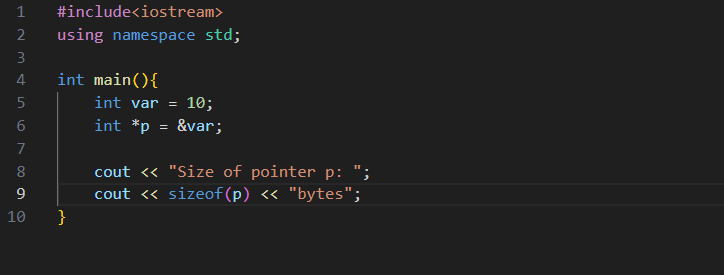 1 #include<iostream>
2 using namespace std;
3
4 int main(){
5     int var = 10;
6     int *p = &var;
7
8     cout << "Size of pointer p: ";
9     cout << sizeof(p) << "bytes";
10 }